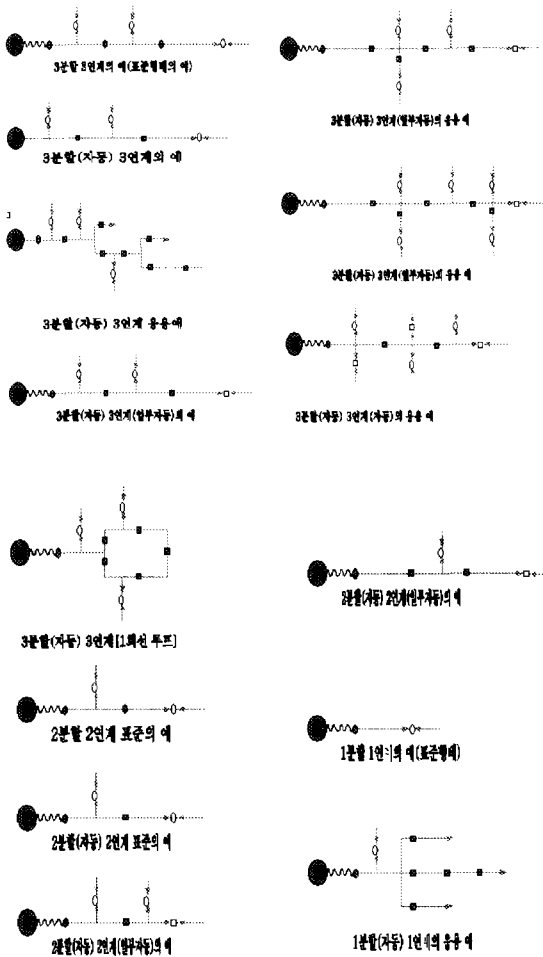 3분할 3연계의 예(표준형태의 예)
3분할(자동) 3연계의 예
3분할(자동) 3연계 응용예
3분할(자동) 3연계(일부자동)의 예
3분할(자동) 3연계(일부자동)의 응용 예
3분할(자동) 3연계(일부자동)의 응용 예
3분할(자동) 3연계(자동)의 응용 예
3분할(자동) 3연계[1회선 루프]
2분할 2연계 표준의 예
2분할(자동) 2연계 표준의 예
2분할(자동) 2연계(일부자동)의 예
2분할(자동) 2연계(일부자동)의 예
1분할 1연계의 예(표준형태)
1분할(자동) 1연계의 응용 예